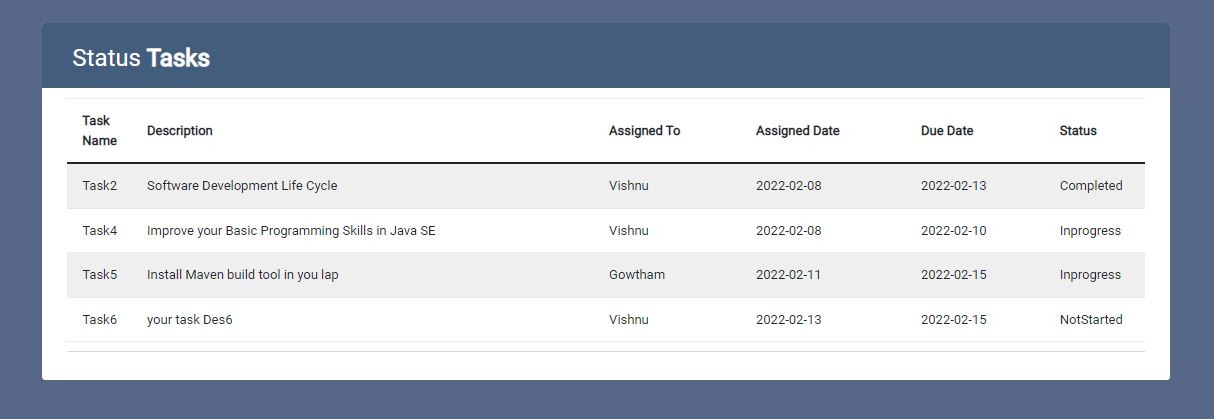 Status Tasks
Task Name Description Assigned To Assigned Date Due Date Status
Task2 Software Development Life Cycle Vishnu 2022-02-08 2022-02-13 Completed
Task4 Improve your Basic Programming Skills in Java SE Vishnu 2022-02-08 2022-02-10 Inprogress
Task5 Install Maven build tool in you lap Gowtham 2022-02-11 2022-02-15 Inprogress
Task6 your task Des6 Vishnu 2022-02-13 2022-02-15 NotStarted